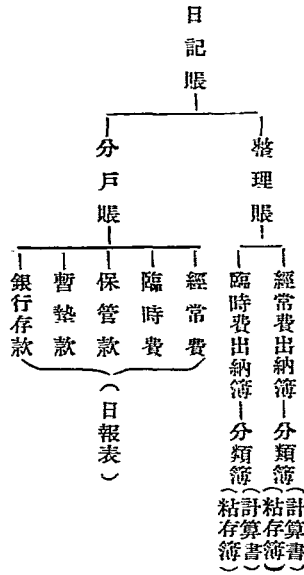 日記賬
整理賬
分戶賬
經常費出納簿—分類簿(計算書)(粘存簿)
臨時費出納簿—分類簿(計算書)(粘存簿)
經常費
臨時費
保管款
暫墊款
銀行存款
(日報表)